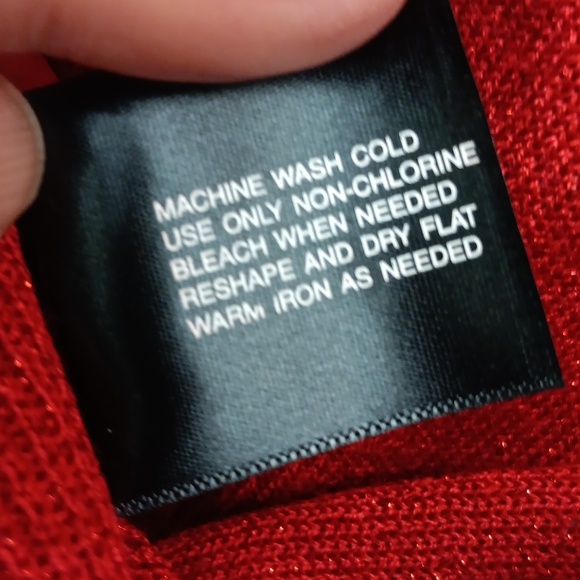 MACHINE WASH COLD
USE ONLY NON-CHLORINE
BLEACH WHEN NEEDED
RESHAPE AND DRY FLAT
WARM IRON AS NEEDED